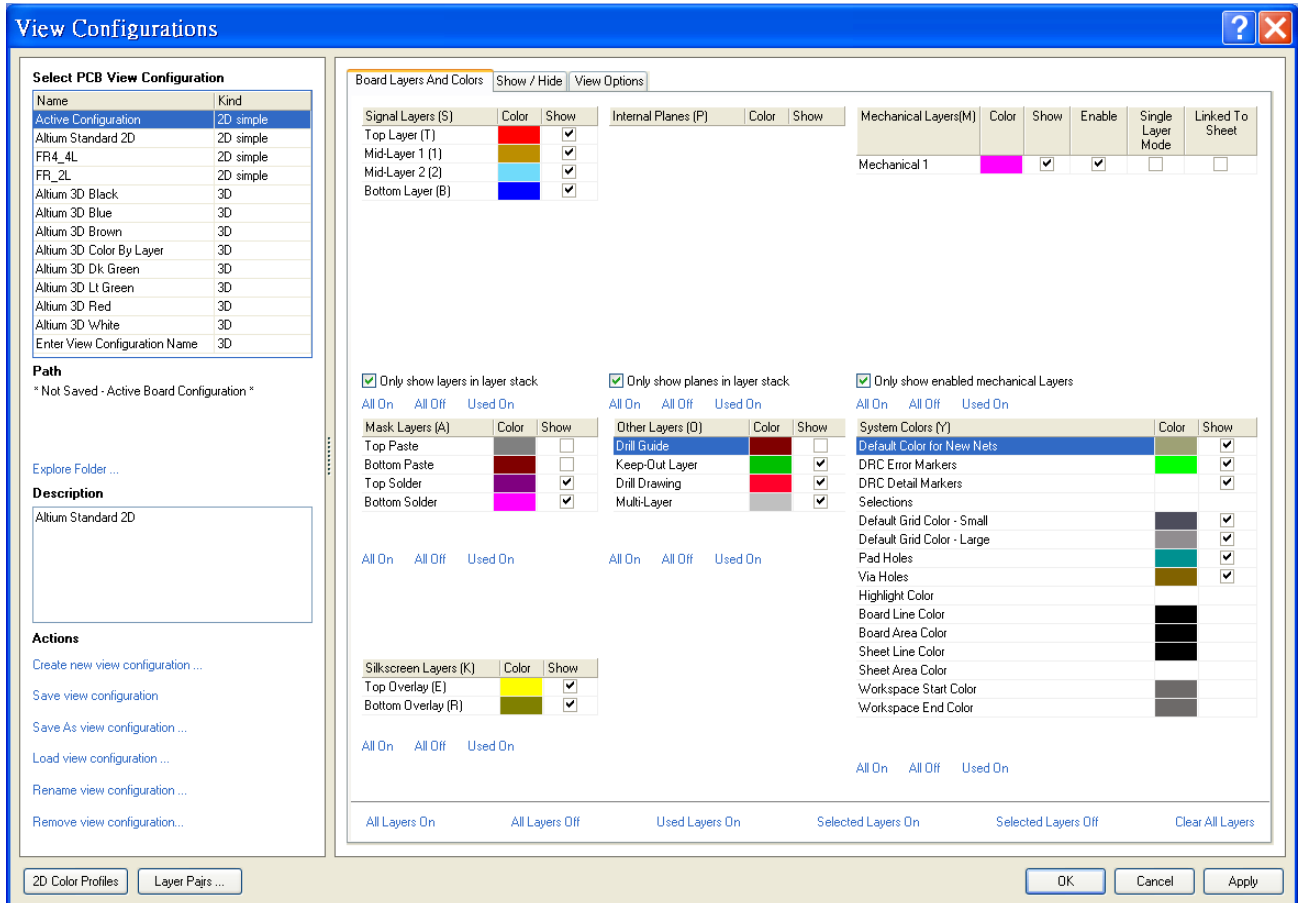 View Configurations
Select PCB View Configuration
Name Kind
Active Configuration 2D simple
Altium Standard 2D 2D simple
FR4_4L 2D simple
FR_2L 2D simple
Altium 3D Black 3D
Altium 3D Blue 3D
Altium 3D Brown 3D
Altium 3D Color By Layer 3D
Altium 3D Dk Green 3D
Altium 3D Lt Green 3D
Altium 3D Red 3D
Altium 3D White 3D
Enter View Configuration Name 3D
Path
* Not Saved - Active Board Configuration *
Explore Folder ...
Description
Altium Standard 2D
Actions
Create new view configuration ...
Save view configuration
Save As view configuration ...
Load view configuration ...
Rename view configuration ...
Remove view configuration...
Board Layers And Colors Show / Hide View Options
Signal Layers (S) Color Show
Top Layer (T)
Mid-Layer 1 (1)
Mid-Layer 2 (2)
Bottom Layer (B)
Only show layers in layer stack
All On All Off Used On
Internal Planes (P) Color Show
Only show planes in layer stack
All On All Off Used On
Mechanical Layers(M) Color Show Enable Single Layer Mode Linked To Sheet
Mechanical 1
Only show enabled mechanical Layers
All On All Off Used On
Mask Layers (A) Color Show
Top Paste
Bottom Paste
Top Solder
Bottom Solder
All On All Off Used On
Other Layers (O) Color Show
Drill Guide
Keep-Out Layer
Drill Drawing
Multi-Layer
All On All Off Used On
System Colors (Y) Color Show
Default Color for New Nets
DRC Error Markers
DRC Detail Markers
Selections
Default Grid Color - Small
Default Grid Color - Large
Pad Holes
Via Holes
Highlight Color
Board Line Color
Board Area Color
Sheet Line Color
Sheet Area Color
Workspace Start Color
Workspace End Color
All On All Off Used On
Silkscreen Layers (K) Color Show
Top Overlay (E)
Bottom Overlay (R)
All On All Off Used On
All Layers On All Layers Off Used Layers On Selected Layers On Selected Layers Off Clear All Layers
2D Color Profiles Layer Pairs ... OK Cancel Apply